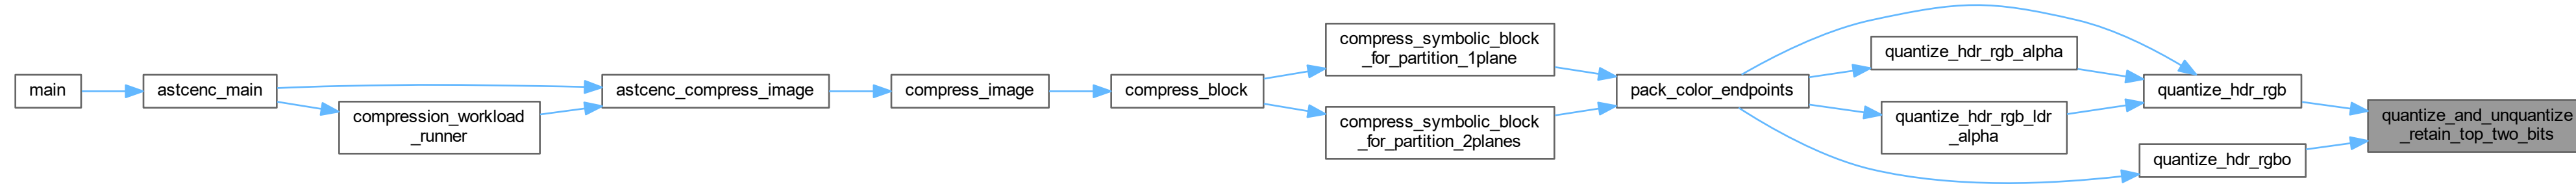 main
astcenc_main
compression_workload
_runner
astcenc_compress_image
compress_image
compress_block
compress_symbolic_block
_for_partition_1plane
compress_symbolic_block
_for_partition_2planes
pack_color_endpoints
quantize_hdr_rgb_alpha
quantize_hdr_rgb_ldr
_alpha
quantize_hdr_rgb
quantize_hdr_rgbo
quantize_and_unquantize
_retain_top_two_bits